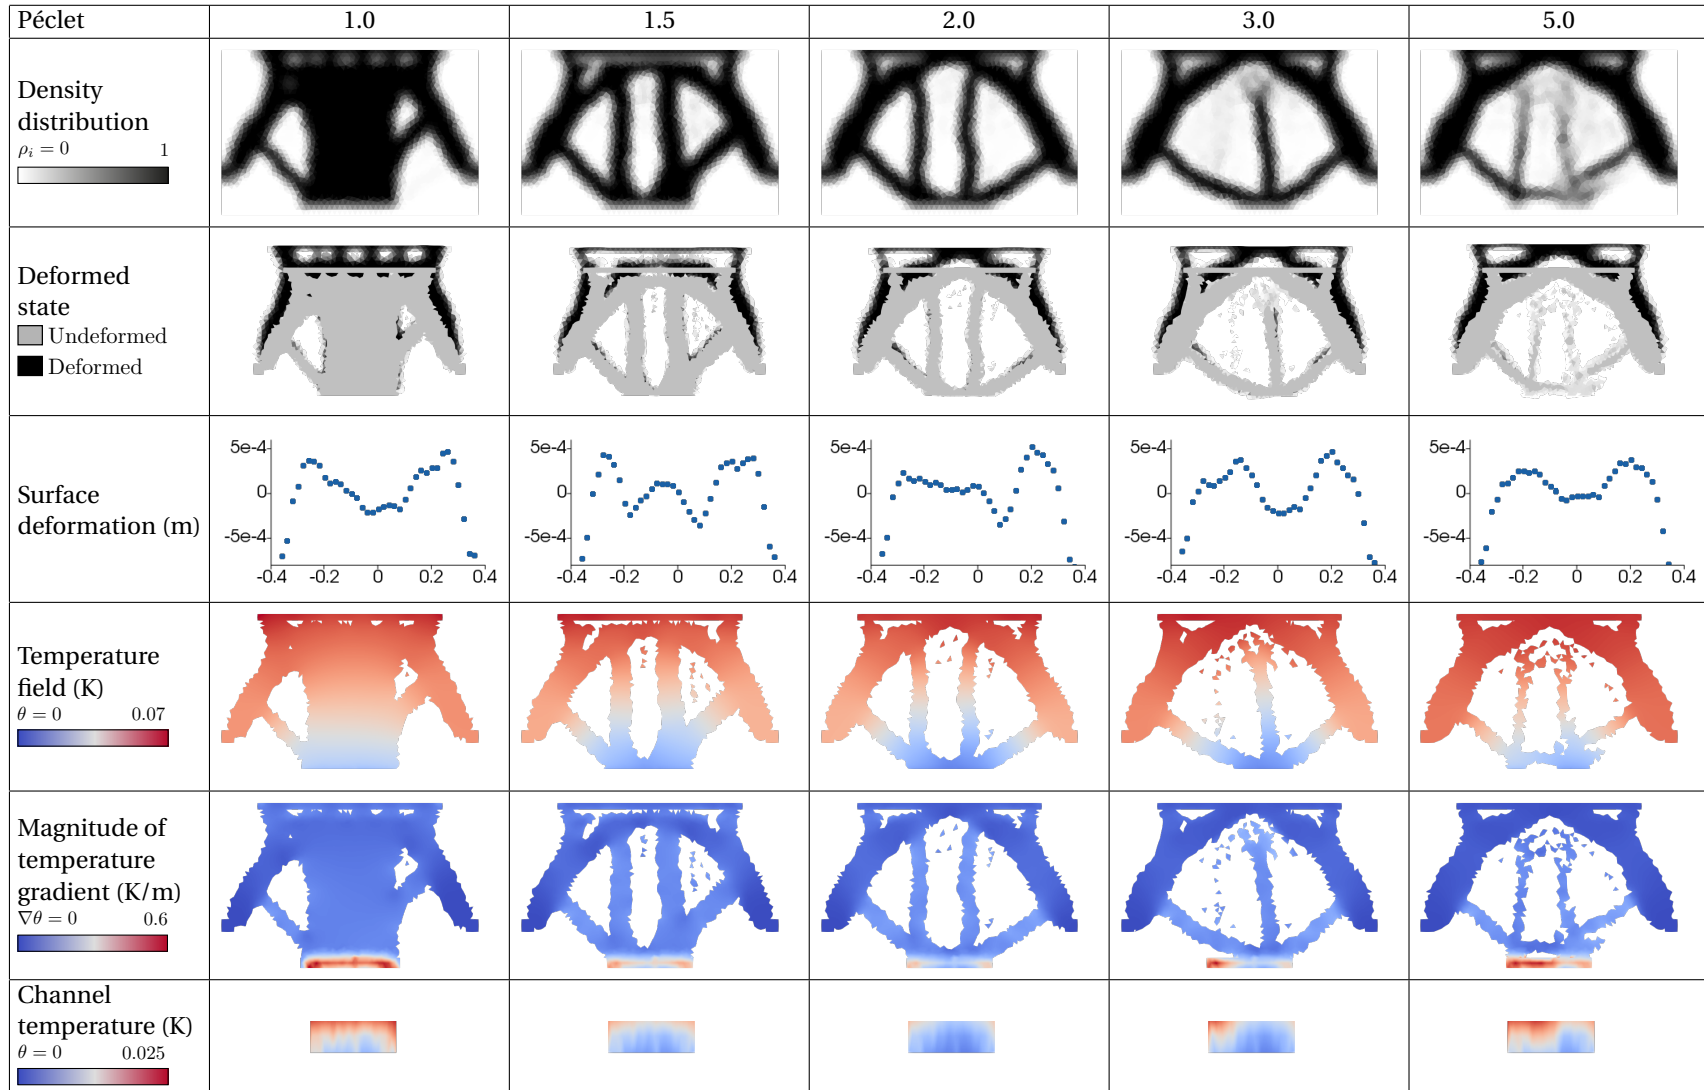 Péclet 1.0 1.5 2.0 3.0 5.0
Density
distribution
ρᵢ = 0 1
Deformed
state
Undeformed
Deformed
Surface
deformation (m)
5e-4 5e-4 5e-4 5e-4 5e-4
0 0 0 0 0
-5e-4 -5e-4 -5e-4 -5e-4 -5e-4
-0.4 -0.2 0 0.2 0.4 -0.4 -0.2 0 0.2 0.4 -0.4 -0.2 0 0.2 0.4 -0.4 -0.2 0 0.2 0.4 -0.4 -0.2 0 0.2 0.4
Temperature
field (K)
θ = 0 0.07
Magnitude of
temperature
gradient (K/m)
∇θ = 0 0.6
Channel
temperature (K)
θ = 0 0.025